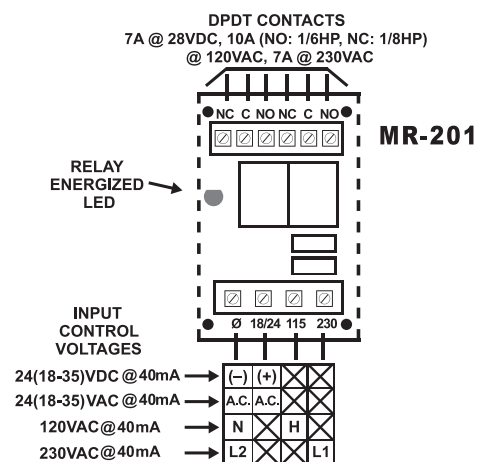 DPDT CONTACTS
7A @ 28VDC, 10A (NO: 1/6HP, NC: 1/8HP)
@ 120VAC, 7A @ 230VAC
NC C NO NC C NO
MR-201
RELAY
ENERGIZED
LED
Ø 18/24 115 230
INPUT
CONTROL
VOLTAGES
24(18-35)VDC @ 40mA (–) (+)
24(18-35)VAC @ 40mA A.C. A.C.
120VAC @ 40mA N H
230VAC @ 40mA L2 L1